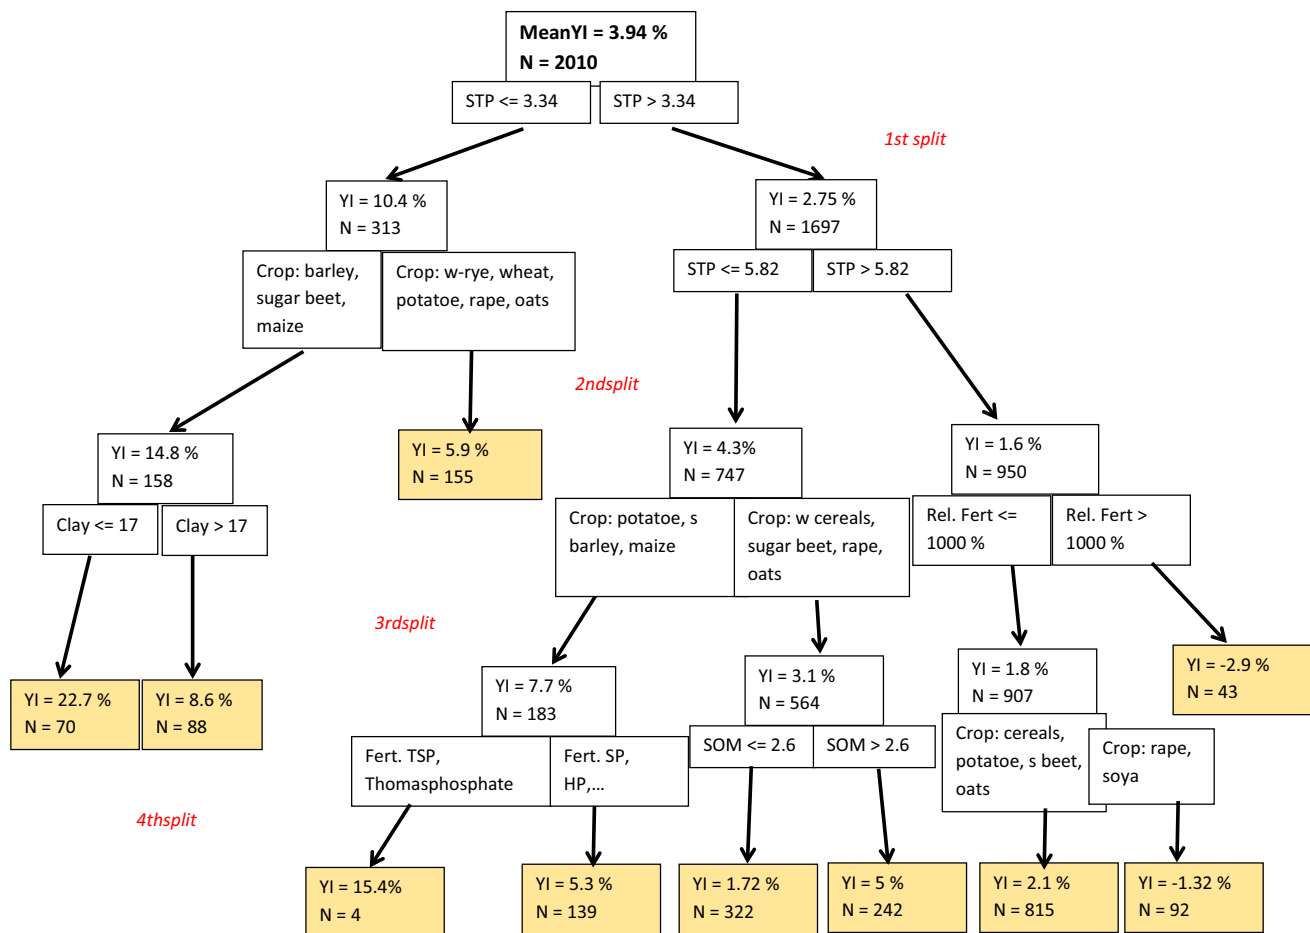 MeanYI = 3.94 %
N = 2010
STP <= 3.34
STP > 3.34
1st split
YI = 10.4 %
N = 313
YI = 2.75 %
N = 1697
Crop: barley,
sugar beet,
maize
Crop: w-rye, wheat,
potatoe, rape, oats
STP <= 5.82
STP > 5.82
2ndsplit
YI = 14.8 %
N = 158
YI = 5.9 %
N = 155
YI = 4.3%
N = 747
YI = 1.6 %
N = 950
Clay <= 17
Clay > 17
Crop: potatoe, s
barley, maize
Crop: w cereals,
sugar beet, rape,
oats
Rel. Fert <=
1000 %
Rel. Fert >
1000 %
3rdsplit
YI = 22.7 %
N = 70
YI = 8.6 %
N = 88
YI = 7.7 %
N = 183
YI = 3.1 %
N = 564
YI = 1.8 %
N = 907
YI = -2.9 %
N = 43
Fert. TSP,
Thomasphosphate
Fert. SP,
HP,...
SOM <= 2.6
SOM > 2.6
Crop: cereals,
potatoe, s beet,
oats
Crop: rape,
soya
4thsplit
YI = 15.4%
N = 4
YI = 5.3 %
N = 139
YI = 1.72 %
N = 322
YI = 5 %
N = 242
YI = 2.1 %
N = 815
YI = -1.32 %
N = 92